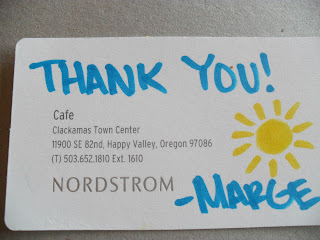 THANK YOU!
Cafe
Clackamas Town Center
11900 SE 82nd, Happy Valley, Oregon 97086
(T) 503.652.1810 Ext. 1610
NORDSTROM
-MARGE